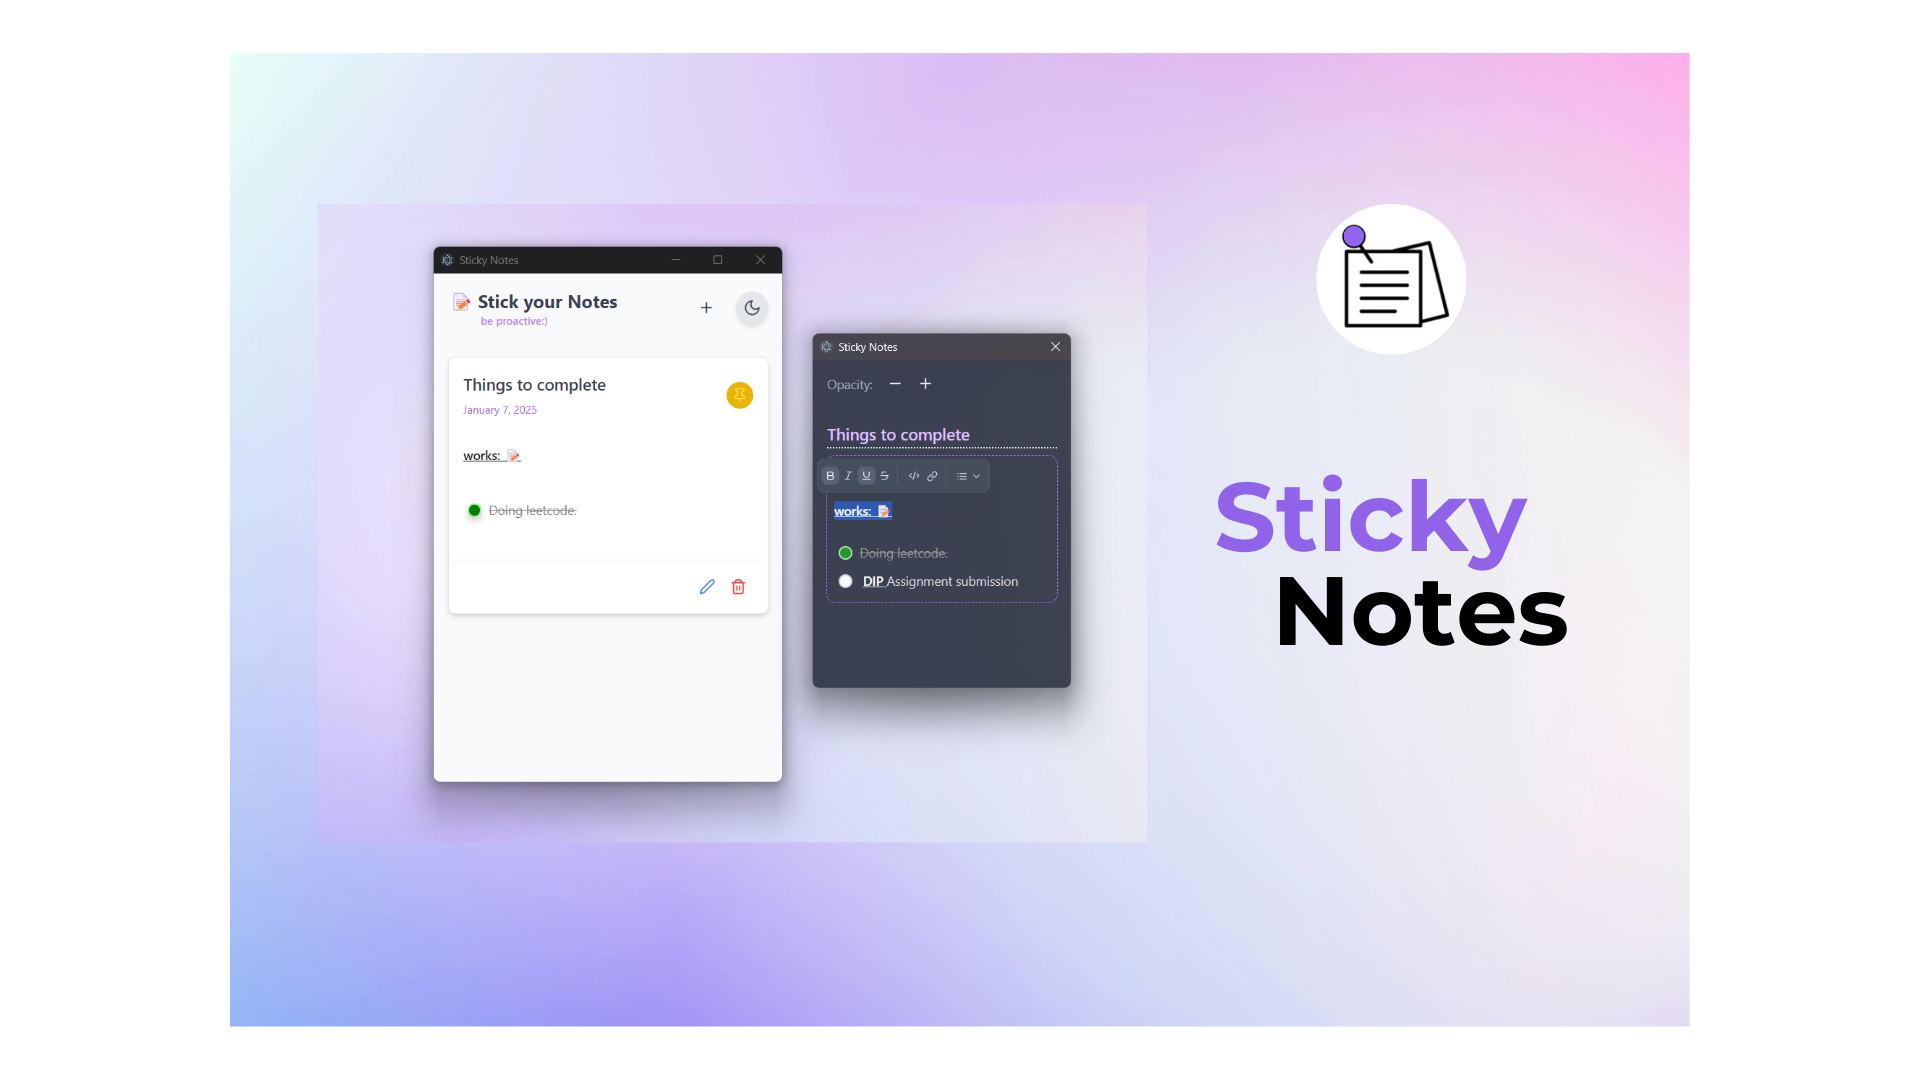 Sticky Notes
📝 Stick your Notes
be proactive:)
Things to complete
January 7, 2025
works: 📝
Doing leetcode.
Sticky Notes
Opacity:
Things to complete
B I U S
works: 📝
Doing leetcode.
DIP Assignment submission
Sticky
Notes